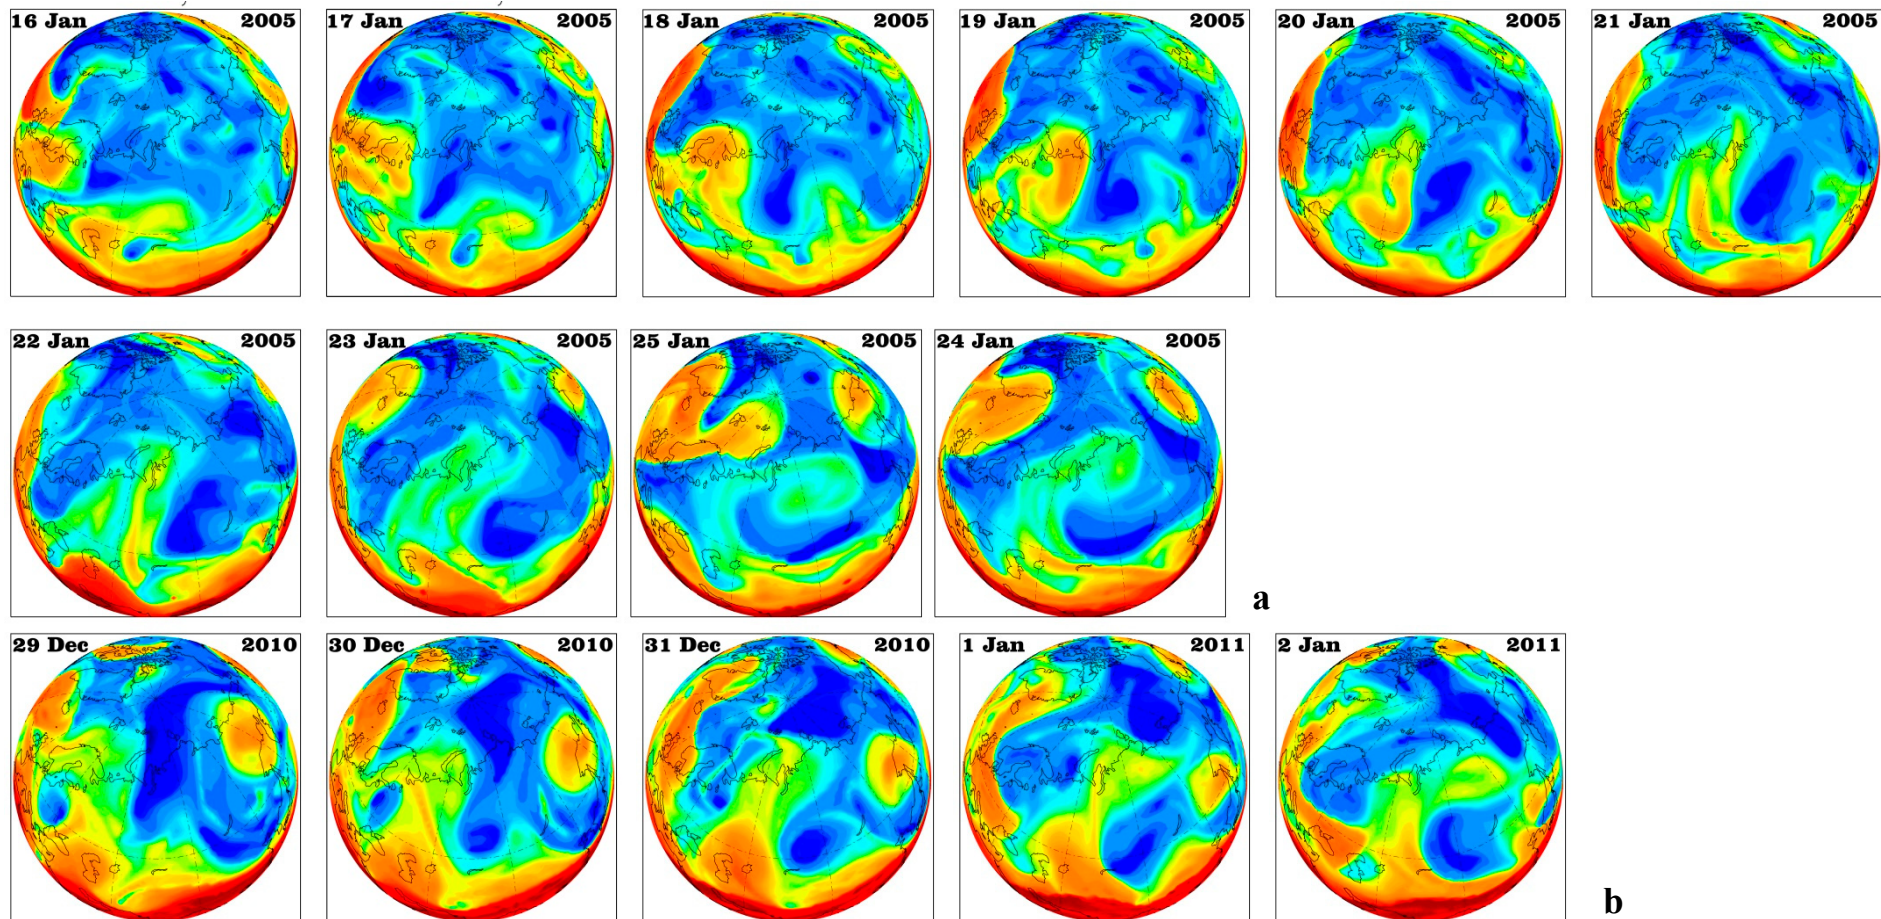 16 Jan 2005
17 Jan 2005
18 Jan 2005
19 Jan 2005
20 Jan 2005
21 Jan 2005
22 Jan 2005
23 Jan 2005
25 Jan 2005
24 Jan 2005
a
29 Dec 2010
30 Dec 2010
31 Dec 2010
1 Jan 2011
2 Jan 2011
b